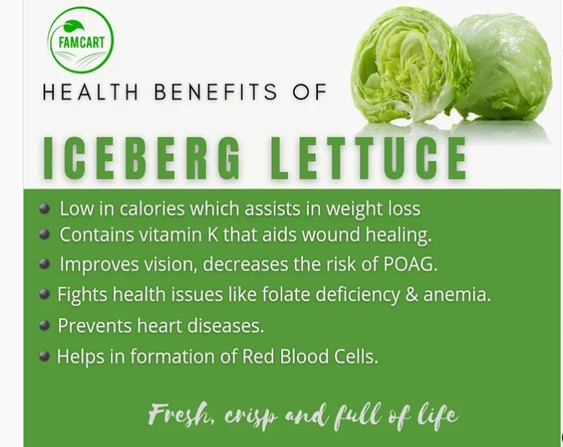 FAMCART
HEALTH BENEFITS OF
ICEBERG LETTUCE
Low in calories which assists in weight loss
Contains vitamin K that aids wound healing.
Improves vision, decreases the risk of POAG.
Fights health issues like folate deficiency & anemia.
Prevents heart diseases.
Helps in formation of Red Blood Cells.
Fresh, crisp and full of life